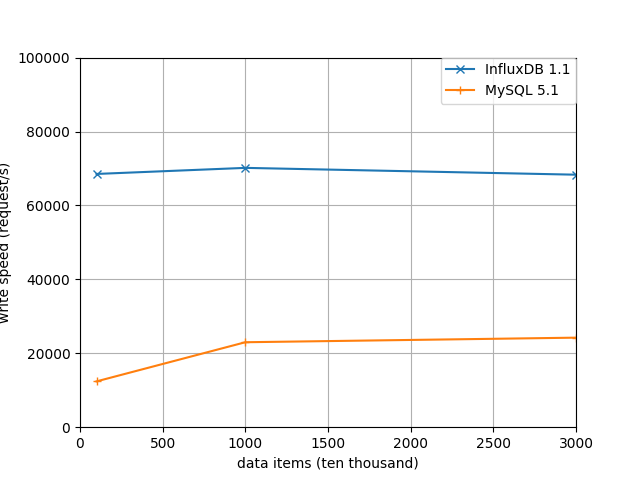 InfluxDB 1.1
MySQL 5.1
100000
80000
60000
40000
20000
0
write speed (request/s)
0 500 1000 1500 2000 2500 3000
data items (ten thousand)